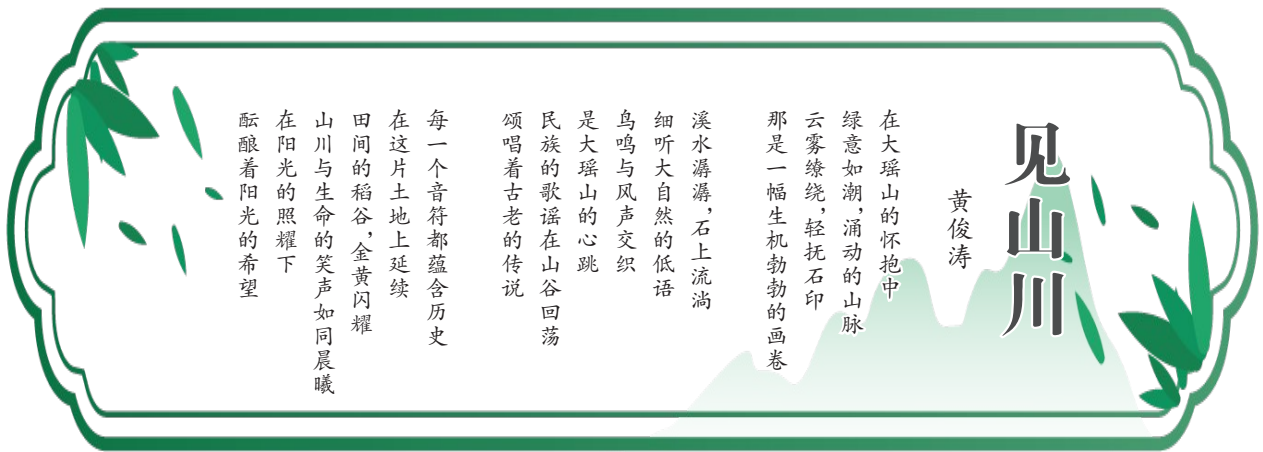 见山川
黄俊涛
在大瑶山的怀抱中
绿意如潮,涌动的山脉
云雾缭绕,轻抚石印
那是一幅生机勃勃的画卷
溪水潺潺,石上流淌
细听大自然的低语
鸟鸣与风声交织
是大瑶山的心跳
民族的歌谣在山谷回荡
颂唱着古老的传说
每一个音符都蕴含历史
在这片土地上延续
田间的稻谷,金黄闪耀
山川与生命的笑声如同晨曦
在阳光的照耀下
酝酿着阳光的希望